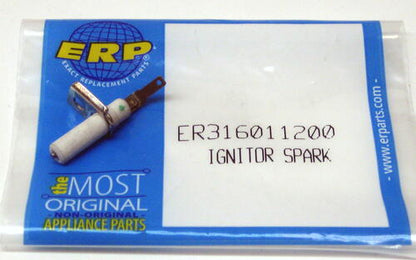 ERP
EXACT REPLACEMENT PARTS
®
ER316011200
IGNITOR SPARK
the MOST
ORIGINAL
-NON-ORIGINAL-
APPLIANCE PARTS
- www.erparts.com -